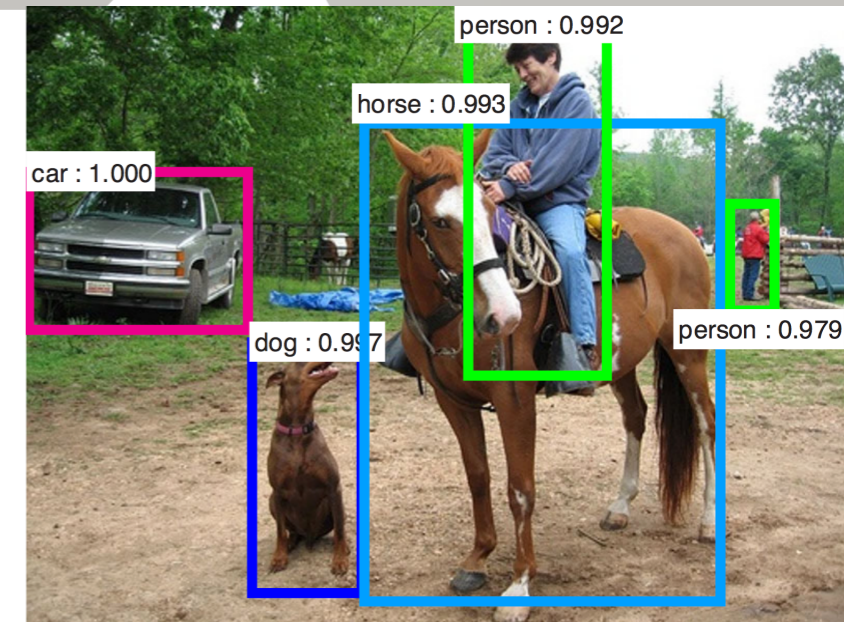 person : 0.992
horse : 0.993
car : 1.000
person : 0.979
dog : 0.997